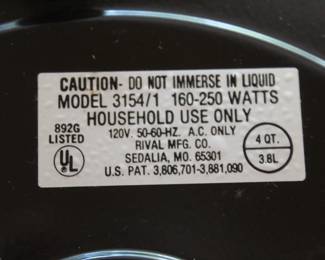 CAUTION- DO NOT IMMERSE IN LIQUID
MODEL 3154/1 160-250 WATTS
HOUSEHOLD USE ONLY
892G
LISTED
UL
120V. 50-60-HZ. A.C. ONLY
RIVAL MFG. CO.
SEDALIA, MO. 65301
U.S. PAT. 3,806,701-3,881,090
4 QT.
3.8L